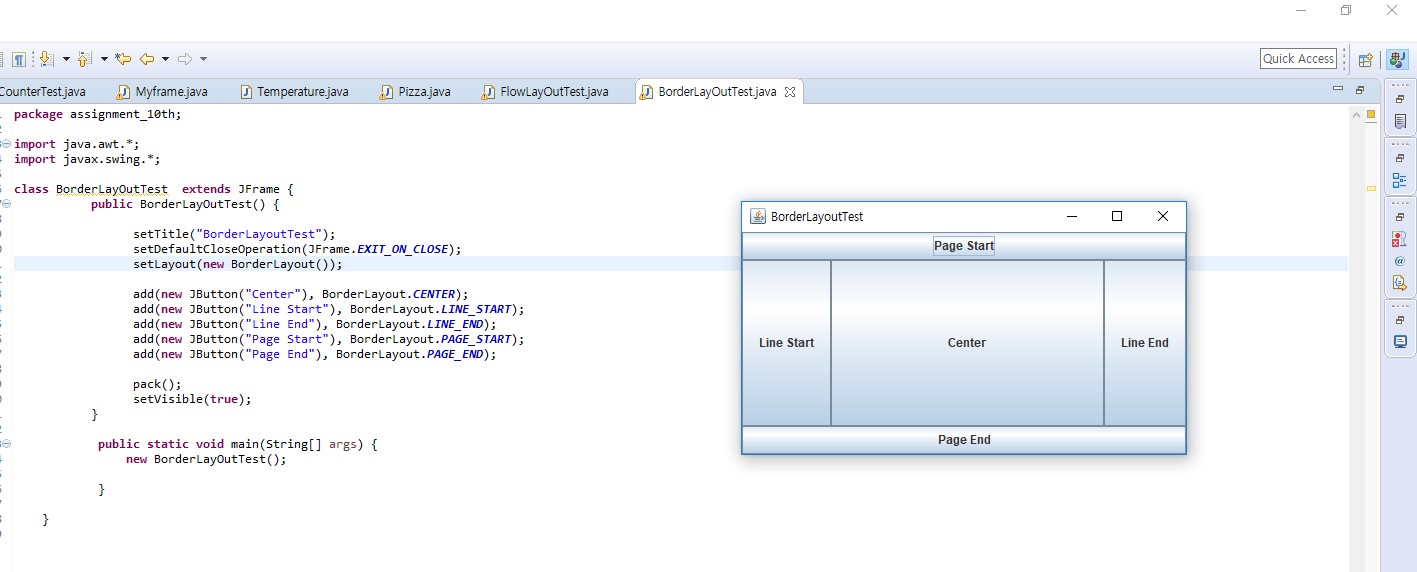 Quick Access
CounterTest.java Myframe.java Temperature.java Pizza.java FlowLayOutTest.java BorderLayOutTest.java
package assignment_10th;
import java.awt.*;
import javax.swing.*;
class BorderLayOutTest extends JFrame {
public BorderLayOutTest() {
setTitle("BorderLayoutTest");
setDefaultCloseOperation(JFrame.EXIT_ON_CLOSE);
setLayout(new BorderLayout());
add(new JButton("Center"), BorderLayout.CENTER);
add(new JButton("Line Start"), BorderLayout.LINE_START);
add(new JButton("Line End"), BorderLayout.LINE_END);
add(new JButton("Page Start"), BorderLayout.PAGE_START);
add(new JButton("Page End"), BorderLayout.PAGE_END);
pack();
setVisible(true);
}
public static void main(String[] args) {
new BorderLayOutTest();
}
}
BorderLayoutTest
Page Start
Line Start Center Line End
Page End